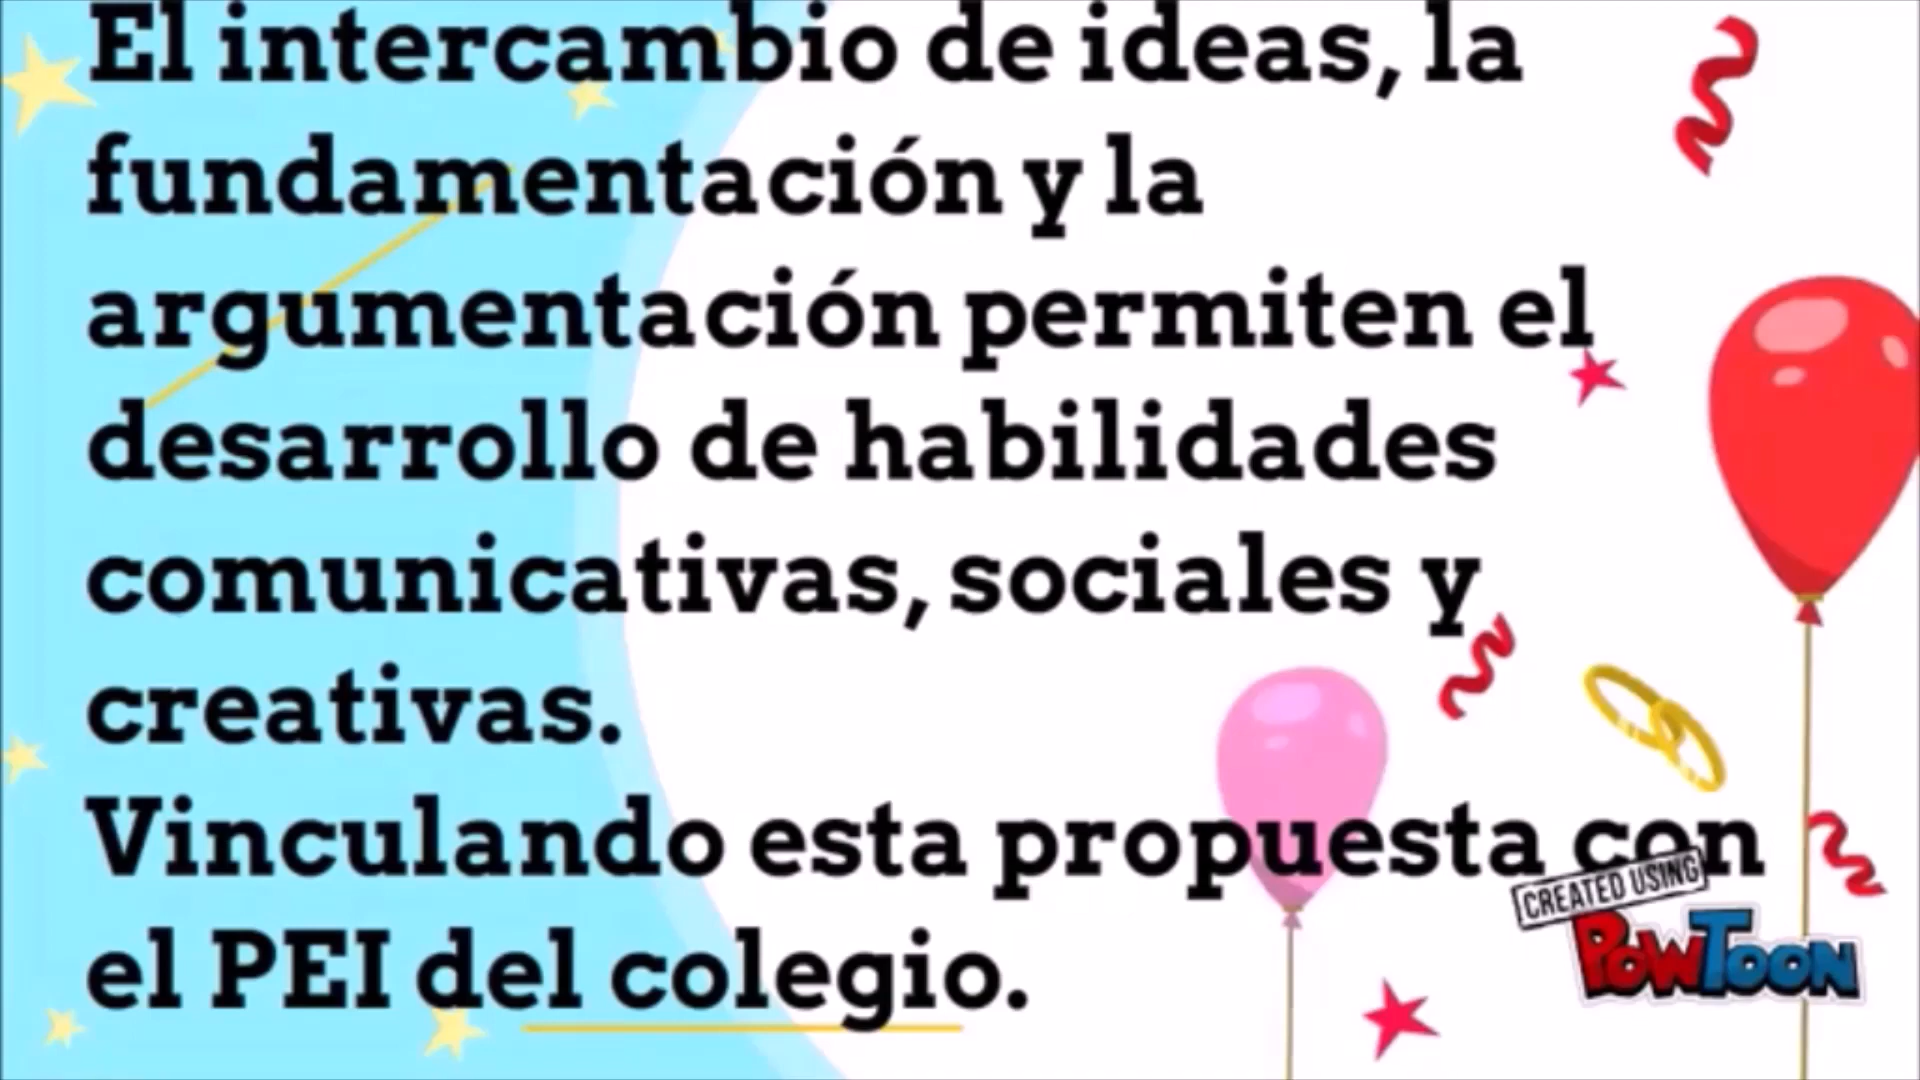 El intercambio de ideas, la
fundamentación y la
argumentación permiten el
desarrollo de habilidades
comunicativas, sociales y
creativas.
Vinculando esta propuesta con
el PEI del colegio.
CREATED USING
POWTOON